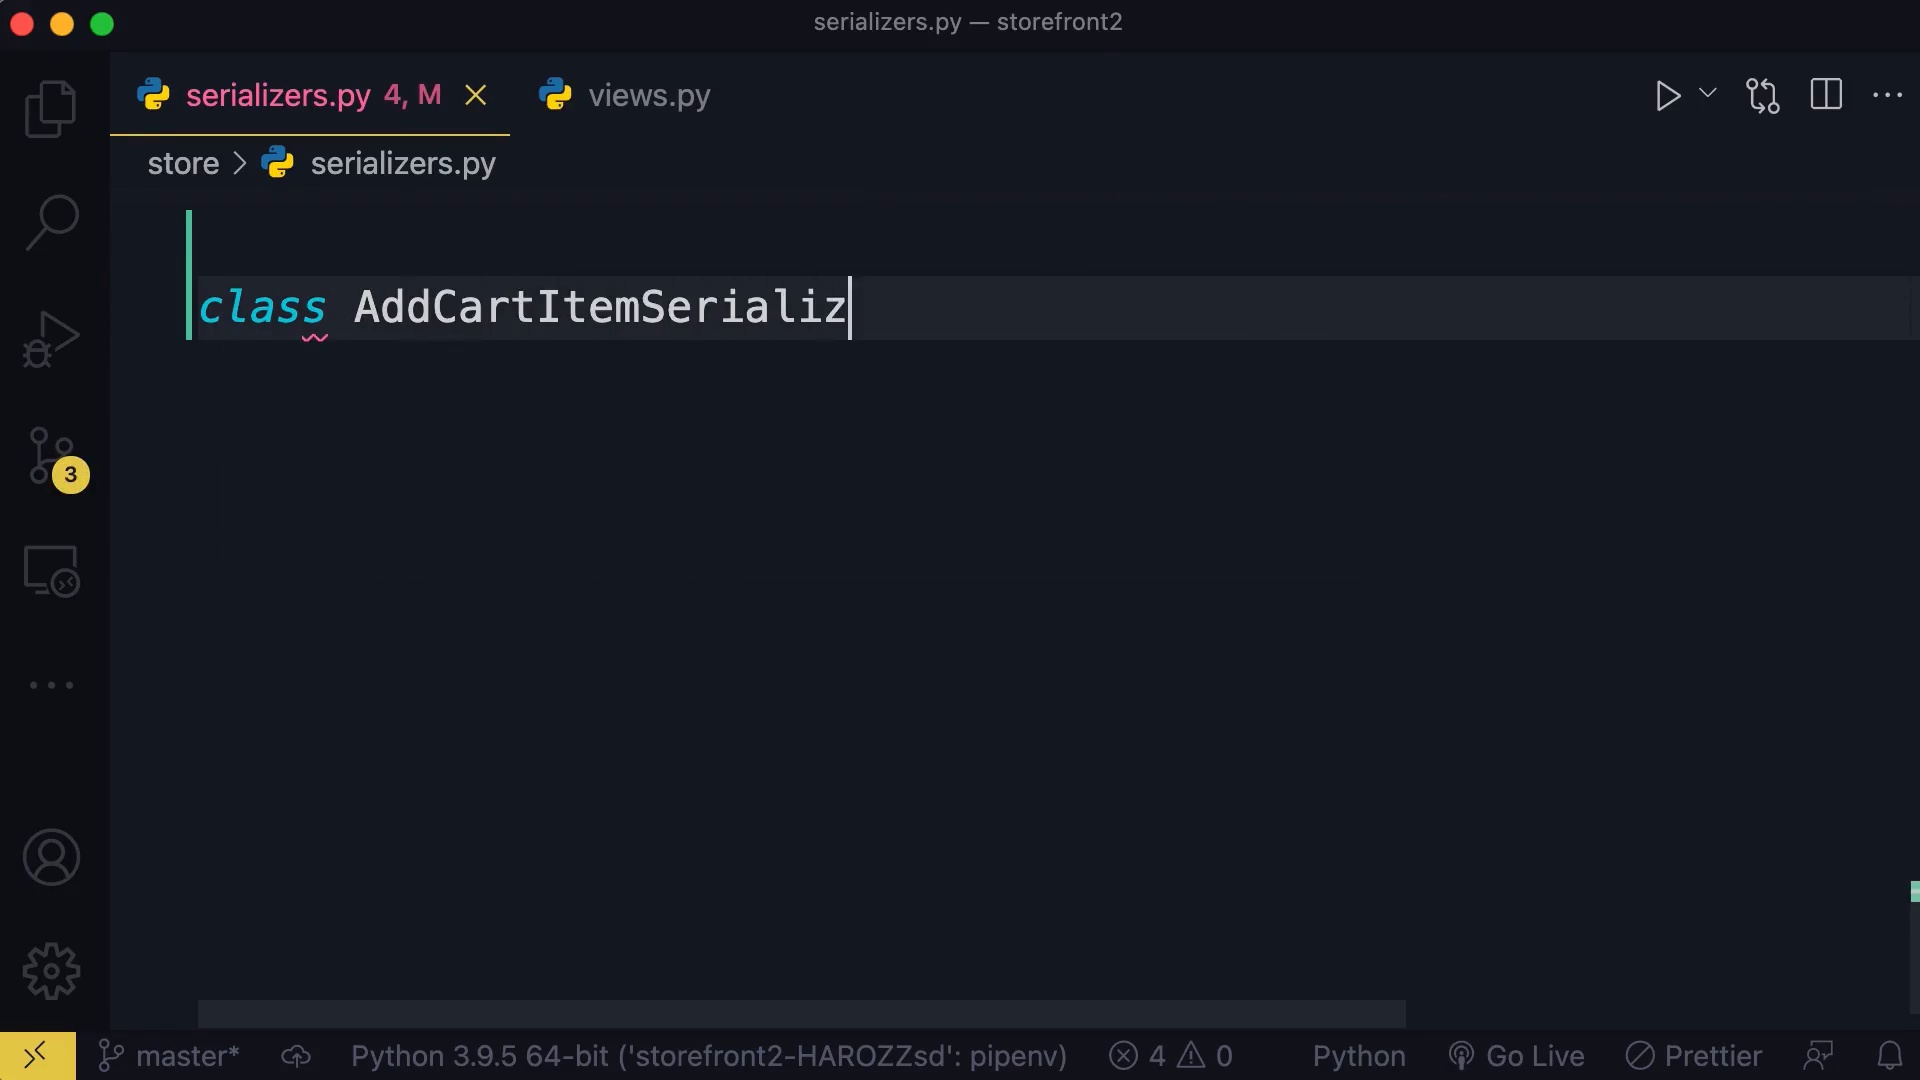 serializers.py — storefront2
serializers.py 4, M
views.py
store > serializers.py
class AddCartItemSerializ
3
master*
Python 3.9.5 64-bit ('storefront2-HAROZZsd': pipenv)
4
0
Python
Go Live
Prettier